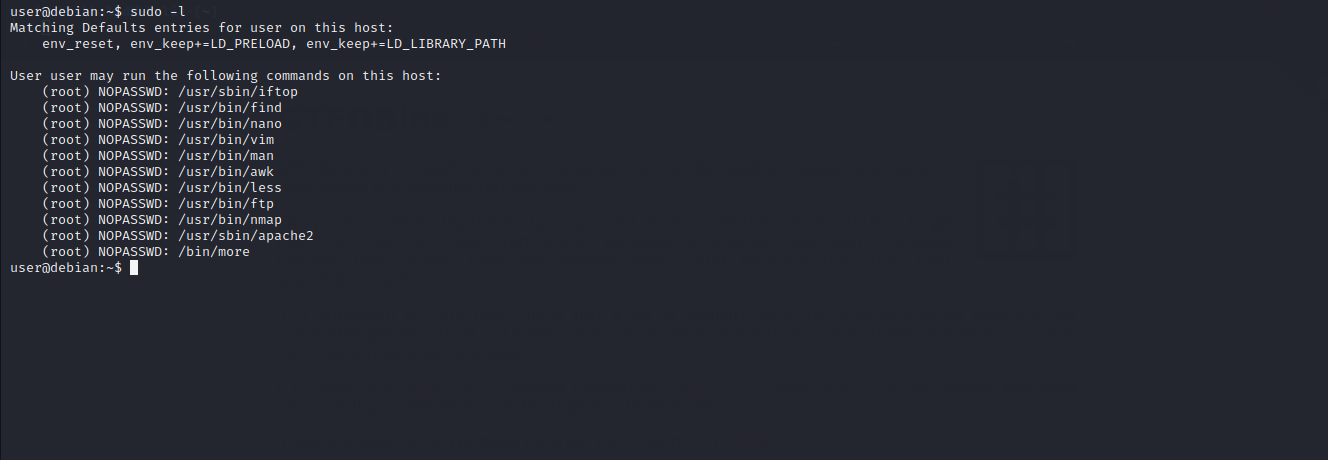 user@debian:~$ sudo -l
Matching Defaults entries for user on this host:
    env_reset, env_keep+=LD_PRELOAD, env_keep+=LD_LIBRARY_PATH

User user may run the following commands on this host:
    (root) NOPASSWD: /usr/sbin/iftop
    (root) NOPASSWD: /usr/bin/find
    (root) NOPASSWD: /usr/bin/nano
    (root) NOPASSWD: /usr/bin/vim
    (root) NOPASSWD: /usr/bin/man
    (root) NOPASSWD: /usr/bin/awk
    (root) NOPASSWD: /usr/bin/less
    (root) NOPASSWD: /usr/bin/ftp
    (root) NOPASSWD: /usr/bin/nmap
    (root) NOPASSWD: /usr/sbin/apache2
    (root) NOPASSWD: /bin/more
user@debian:~$